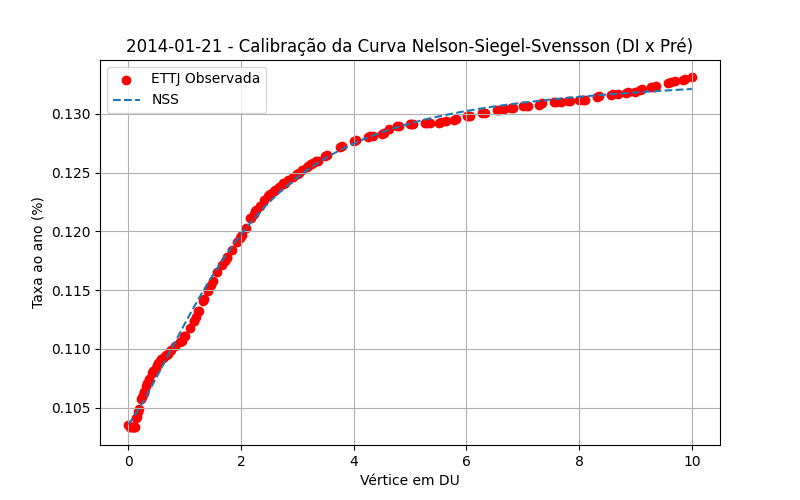 2014-01-21 - Calibração da Curva Nelson-Siegel-Svensson (DI x Pré)
ETTJ Observada
NSS
Taxa ao ano (%)
0.130
0.125
0.120
0.115
0.110
0.105
0 2 4 6 8 10
Vértice em DU